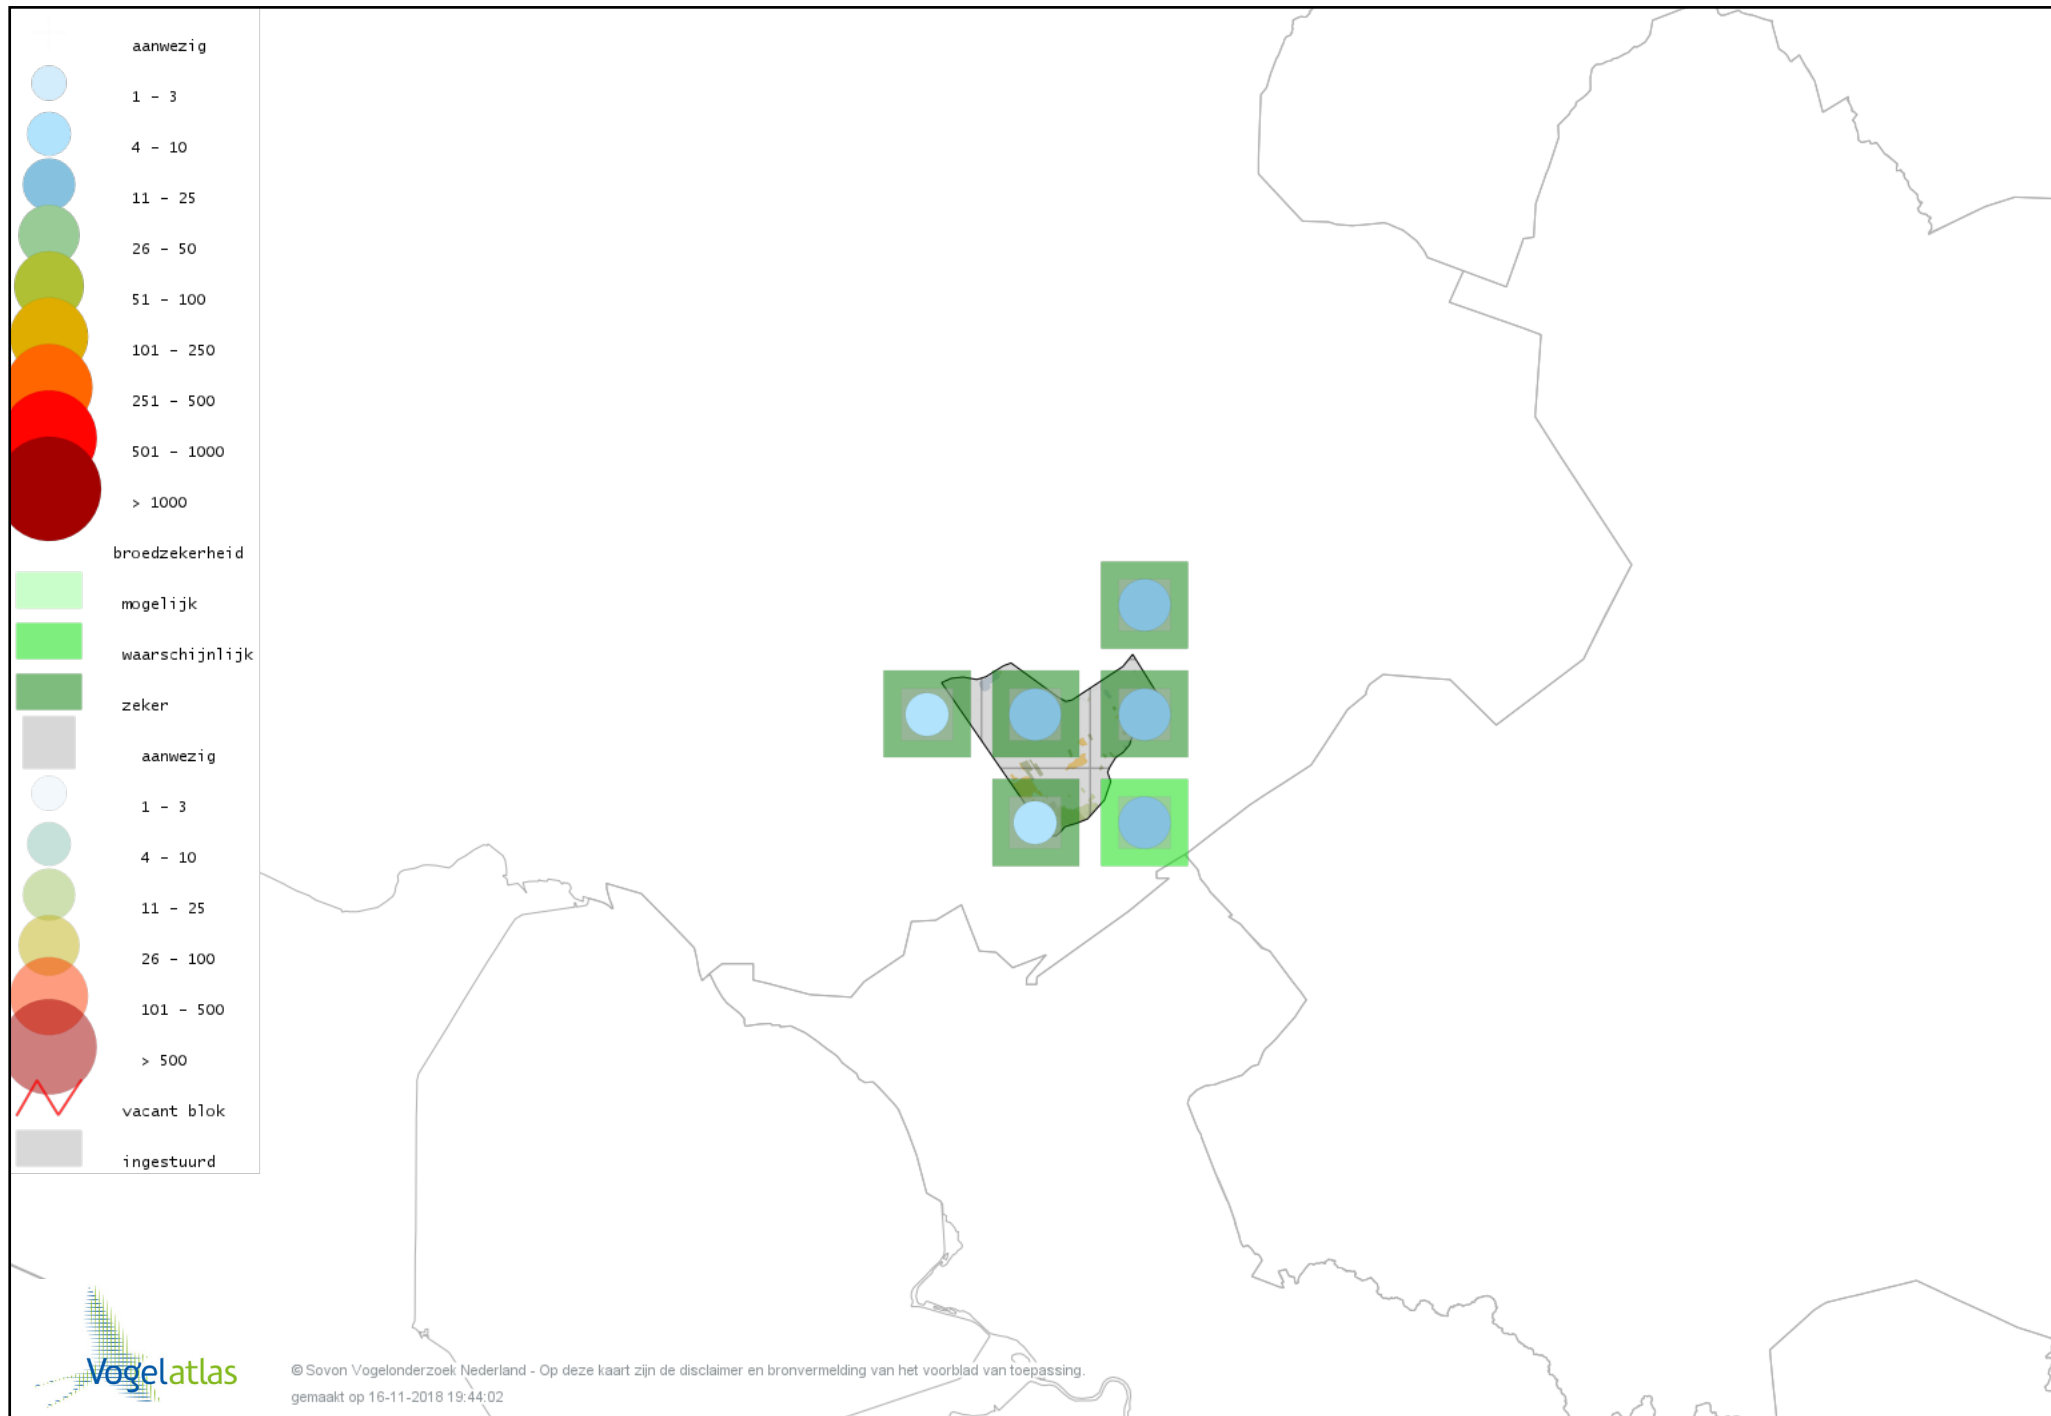 aanwezig
1 - 3
4 - 10
11 - 25
26 - 50
51 - 100
101 - 250
251 - 500
501 - 1000
> 1000
broedzekerheid
mogelijk
waarschijnlijk
zeker
aanwezig
1 - 3
4 - 10
11 - 25
26 - 100
101 - 500
> 500
vacant blok
ingestuurd
Vogelatlas
© Sovon Vogelonderzoek Nederland - Op deze kaart zijn de disclaimer en bronvermelding van het voorblad van toepassing.
gemaakt op 16-11-2018 19:44:02